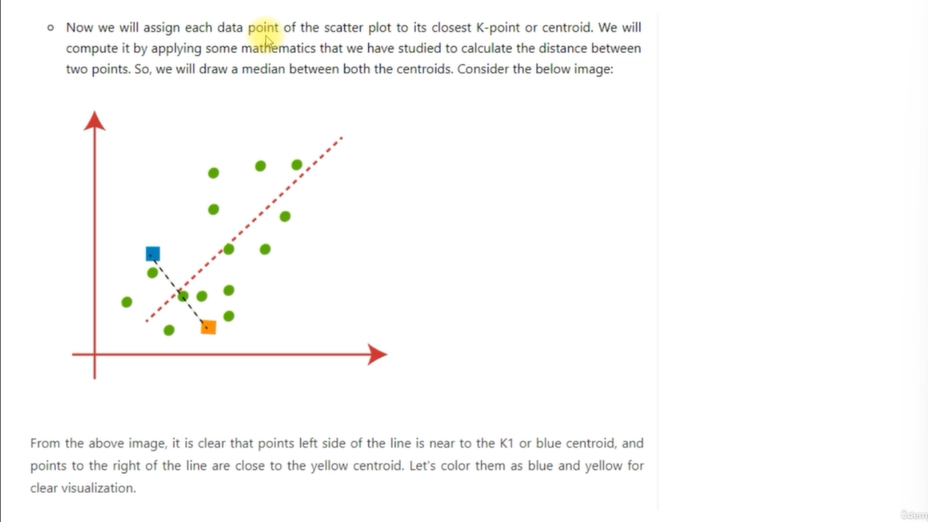 Now we will assign each data point of the scatter plot to its closest K-point or centroid. We will
compute it by applying some mathematics that we have studied to calculate the distance between
two points. So, we will draw a median between both the centroids. Consider the below image:
From the above image, it is clear that points left side of the line is near to the K1 or blue centroid, and
points to the right of the line are close to the yellow centroid. Let's color them as blue and yellow for
clear visualization.